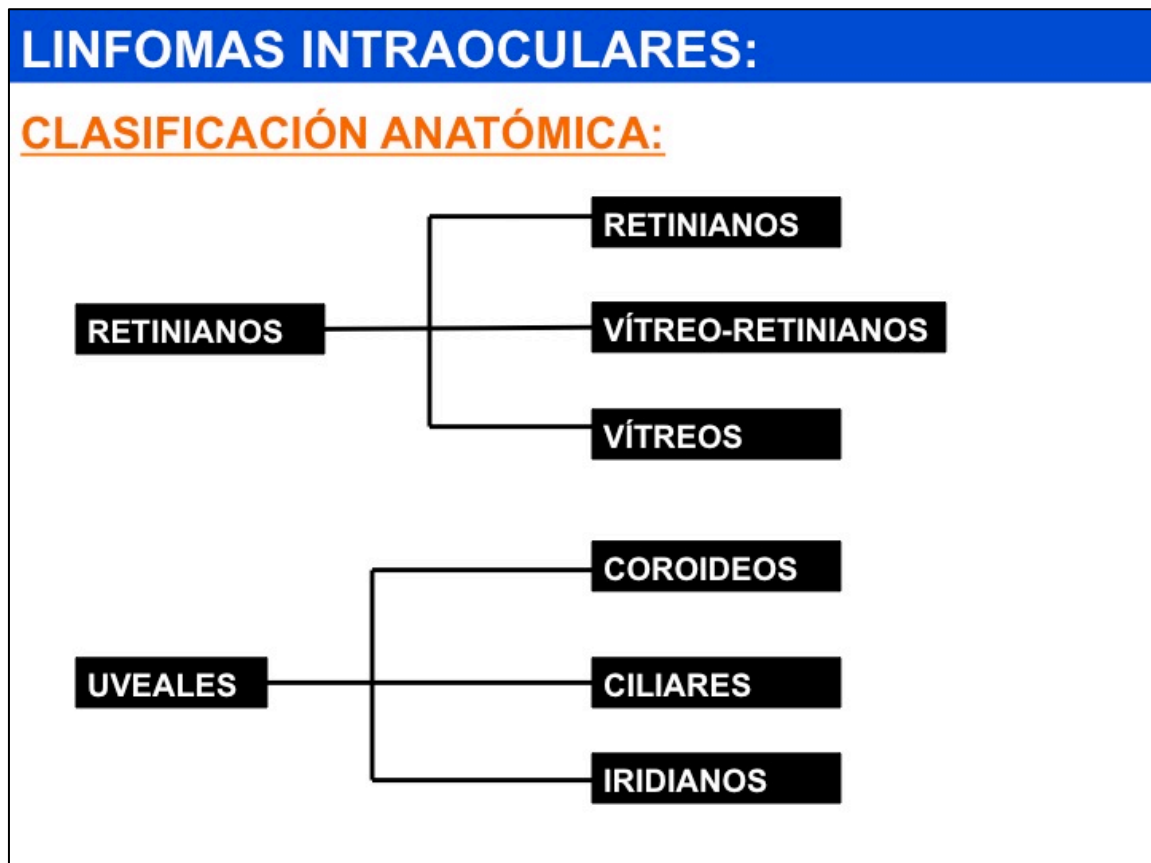 LINFOMAS INTRAOCULARES:
CLASIFICACIÓN ANATÓMICA:
RETINIANOS
RETINIANOS
VÍTREO-RETINIANOS
VÍTREOS
UVEALES
COROIDEOS
CILIARES
IRIDIANOS